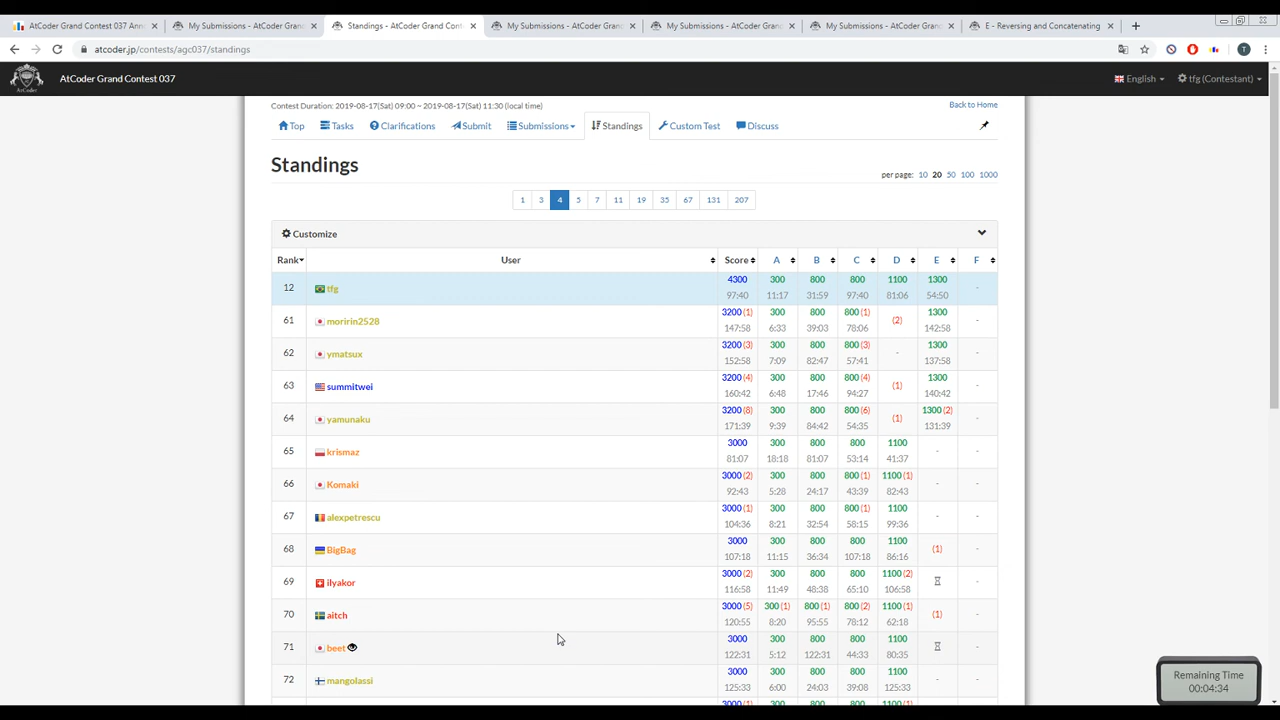 AtCoder Grand Contest 037 Ann
My Submissions - AtCoder Gran
Standings - AtCoder Grand Cont
My Submissions - AtCoder Gran
My Submissions - AtCoder Gran
My Submissions - AtCoder Gran
E - Reversing and Concatenating
atcoder.jp/contests/agc037/standings
T
AtCoder Grand Contest 037
English
tfg (Contestant)
Contest Duration: 2019-08-17(Sat) 09:00 ~ 2019-08-17(Sat) 11:30 (local time)
Back to Home
Top Tasks Clarifications Submit Submissions Standings Custom Test Discuss
Standings
per page: 10 20 50 100 1000
1 3 4 5 7 11 19 35 67 131 207
Customize
Rank User Score A B C D E F
12 tfg 4300 300 800 800 1100 1300 -
97:40 11:17 31:59 97:40 81:06 54:50
61 moririn2528 3200 (1) 300 800 800 (1) (2) 1300 -
147:58 6:33 39:03 78:06 142:58
62 ymatsux 3200 (3) 300 800 800 (3) - 1300 -
152:58 7:09 82:47 57:41 137:58
63 summitwei 3200 (4) 300 800 800 (4) (1) 1300 -
160:42 6:48 17:46 94:27 140:42
64 yamunaku 3200 (8) 300 800 800 (6) (1) 1300 (2) -
171:39 9:39 84:42 54:35 131:39
65 krismaz 3000 300 800 800 1100 - -
81:07 18:18 81:07 53:14 41:37
66 Komaki 3000 (2) 300 800 800 (1) 1100 (1) - -
92:43 5:28 24:17 43:39 82:43
67 alexpetrescu 3000 (1) 300 800 800 (1) 1100 - -
104:36 8:21 32:54 58:15 99:36
68 BigBag 3000 300 800 800 1100 (1) -
107:18 11:15 36:34 107:18 86:16
69 ilyakor 3000 (2) 300 800 800 1100 (2) -
116:58 11:49 48:38 65:10 106:58
70 aitch 3000 (5) 300 (1) 800 (1) 800 (2) 1100 (1) (1) -
120:55 8:20 95:55 78:12 62:18
71 beet 3000 300 800 800 1100 -
122:31 5:12 122:31 44:33 80:35
72 mangolassi 3000 300 800 800 1100 - -
125:33 6:00 24:03 39:08 125:33
3000 (1) 300 800 800 1100 (1)
Remaining Time
00:04:34